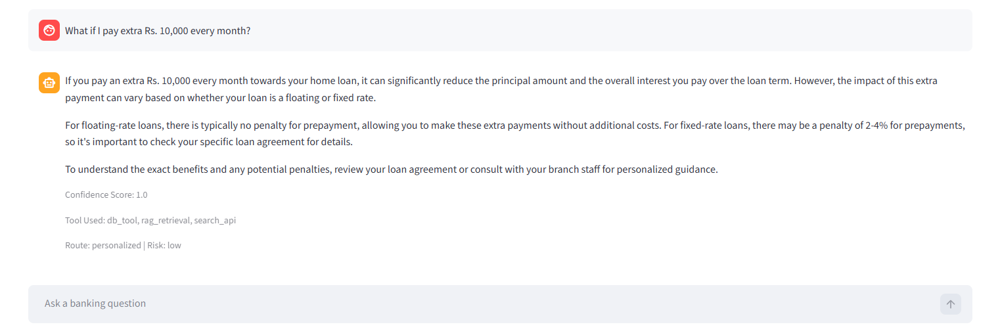 What if I pay extra Rs. 10,000 every month?
If you pay an extra Rs. 10,000 every month towards your home loan, it can significantly reduce the principal amount and the overall interest you pay over the loan term. However, the impact of this extra
payment can vary based on whether your loan is a floating or fixed rate.
For floating-rate loans, there is typically no penalty for prepayment, allowing you to make these extra payments without additional costs. For fixed-rate loans, there may be a penalty of 2-4% for prepayments,
so it's important to check your specific loan agreement for details.
To understand the exact benefits and any potential penalties, review your loan agreement or consult with your branch staff for personalized guidance.
Confidence Score: 1.0
Tool Used: db_tool, rag_retrieval, search_api
Route: personalized | Risk: low
Ask a banking question